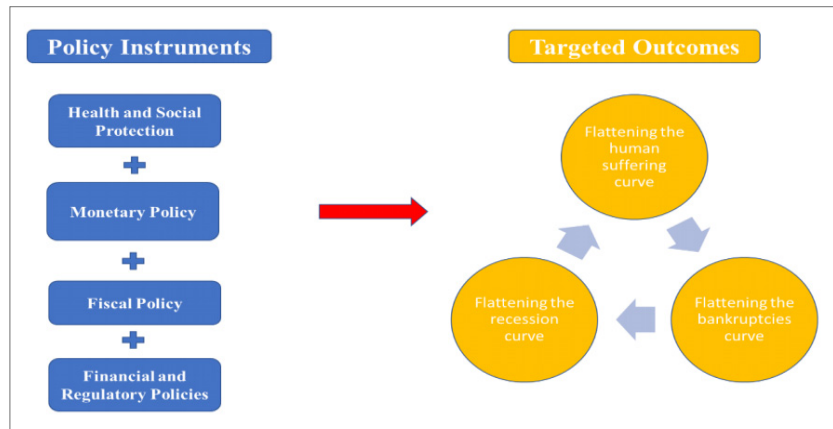 Policy Instruments
Targeted Outcomes
Health and Social
Protection
Monetary Policy
Fiscal Policy
Financial and
Regulatory Policies
Flattening the
human
suffering
curve
Flattening the
recession
curve
Flattening the
bankruptcies
curve